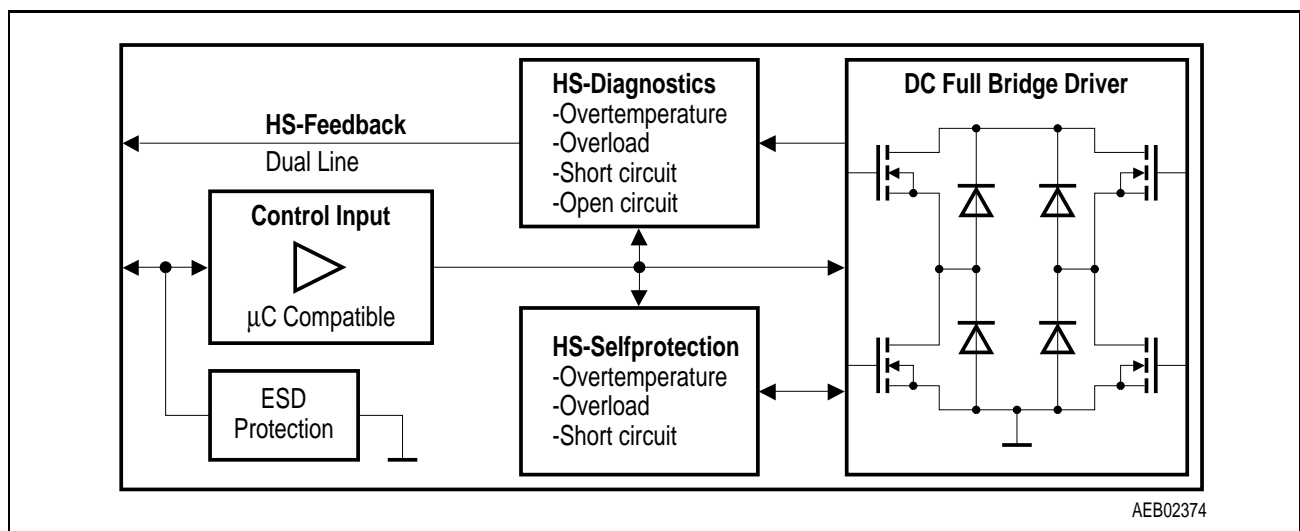 HS-Feedback
Dual Line
Control Input
μC Compatible
ESD
Protection
HS-Diagnostics
-Overtemperature
-Overload
-Short circuit
-Open circuit
HS-Selfprotection
-Overtemperature
-Overload
-Short circuit
DC Full Bridge Driver
AEB02374